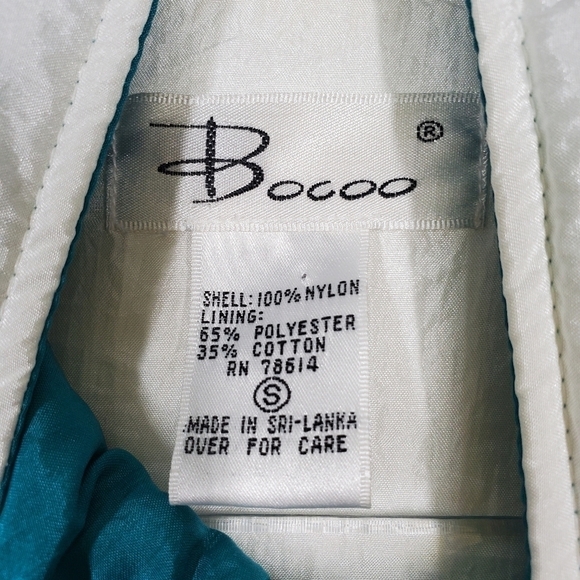 Bocoo ®
SHELL: 100% NYLON
LINING:
65% POLYESTER
35% COTTON
RN 78614
S
MADE IN SRI-LANKA
OVER FOR CARE